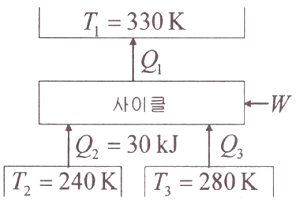 T₁ = 330 K
Q₁
사이클
W
Q₂ = 30 kJ
Q₃
T₂ = 240 K
T₃ = 280 K